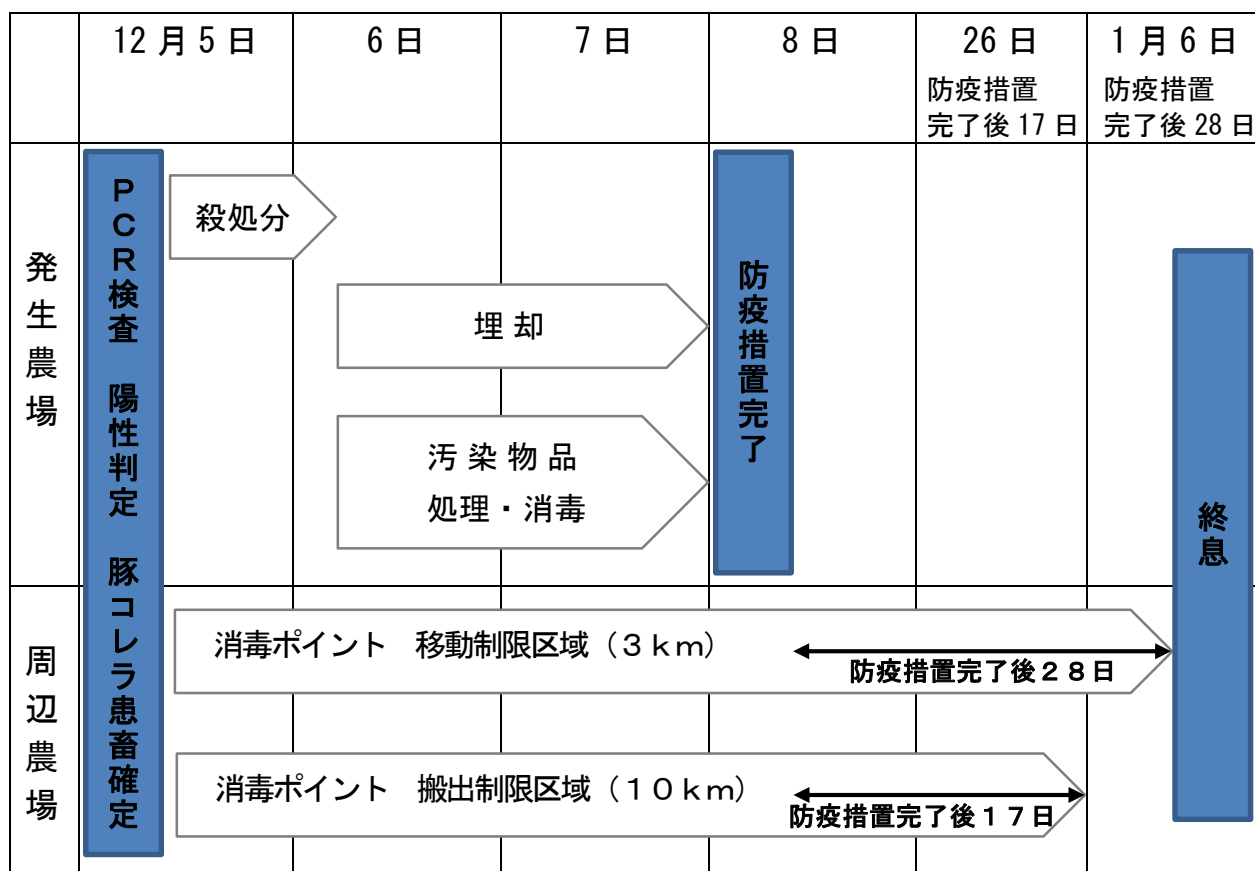 12月5日
6日
7日
8日
26日
1月6日
防疫措置
完了後17日
防疫措置
完了後28日
発生農場
PCR検査 陽性判定 豚コレラ患畜確定
殺処分
埋却
汚染物品
処理・消毒
防疫措置完了
終息
周辺農場
消毒ポイント 移動制限区域（3km）
防疫措置完了後28日
消毒ポイント 搬出制限区域（10km）
防疫措置完了後17日